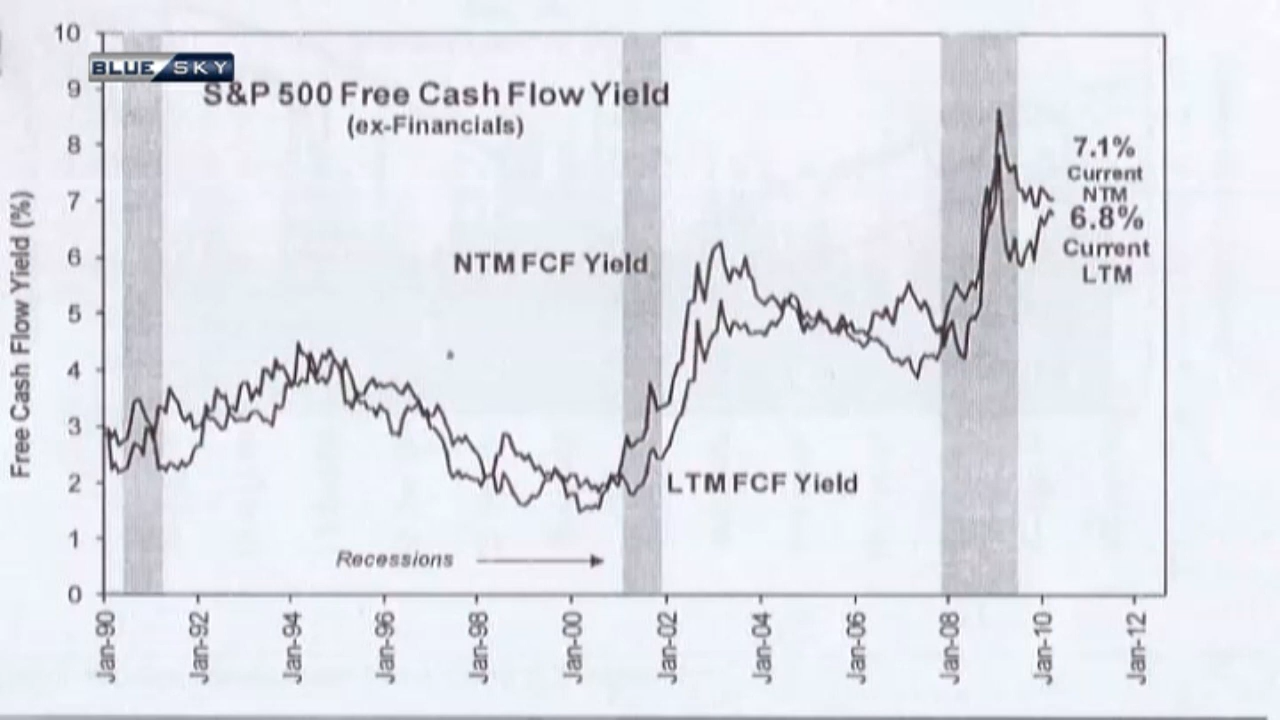 BLUE SKY
S&P 500 Free Cash Flow Yield
(ex-Financials)
Free Cash Flow Yield (%)
10
9
8
7
6
5
4
3
2
1
0
7.1%
Current
NTM
6.8%
Current
LTM
NTM FCF Yield
LTM FCF Yield
Recessions
Jan-90
Jan-92
Jan-94
Jan-96
Jan-98
Jan-00
Jan-02
Jan-04
Jan-06
Jan-08
Jan-10
Jan-12